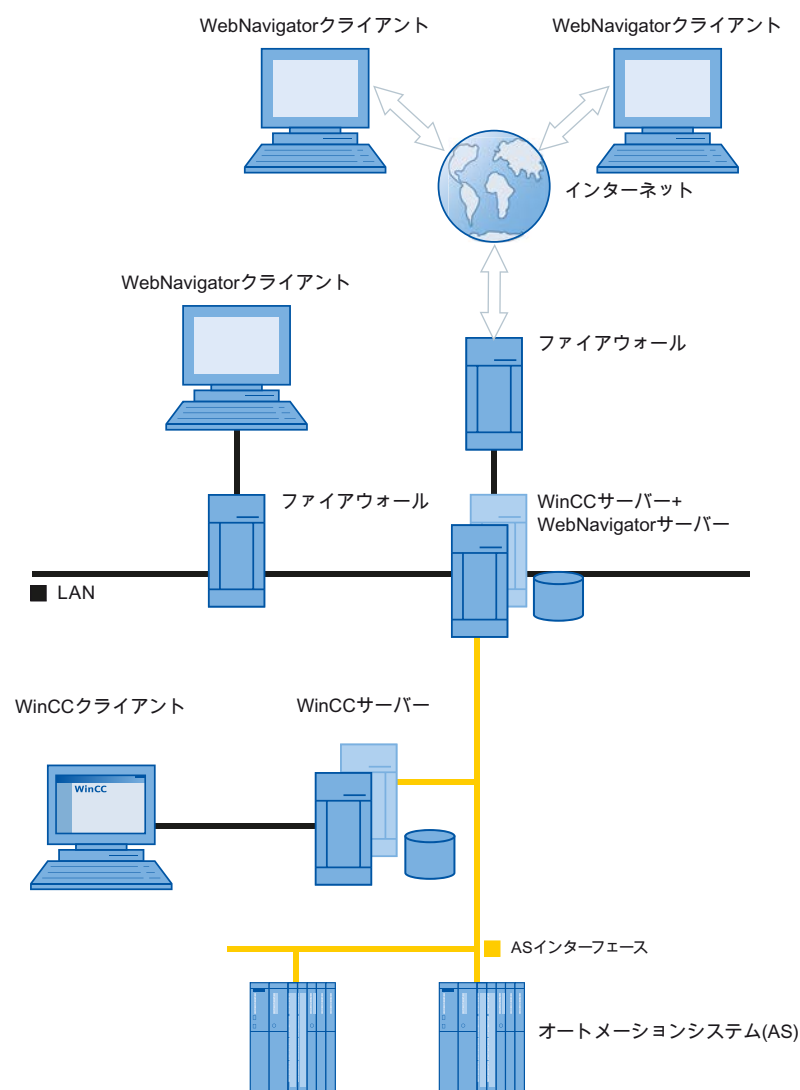 WebNavigatorクライアント
WebNavigatorクライアント
インターネット
WebNavigatorクライアント
ファイアウォール
ファイアウォール
WinCCサーバー+
WebNavigatorサーバー
LAN
WinCCクライアント
WinCCサーバー
WinCC
ASインターフェース
オートメーションシステム(AS)